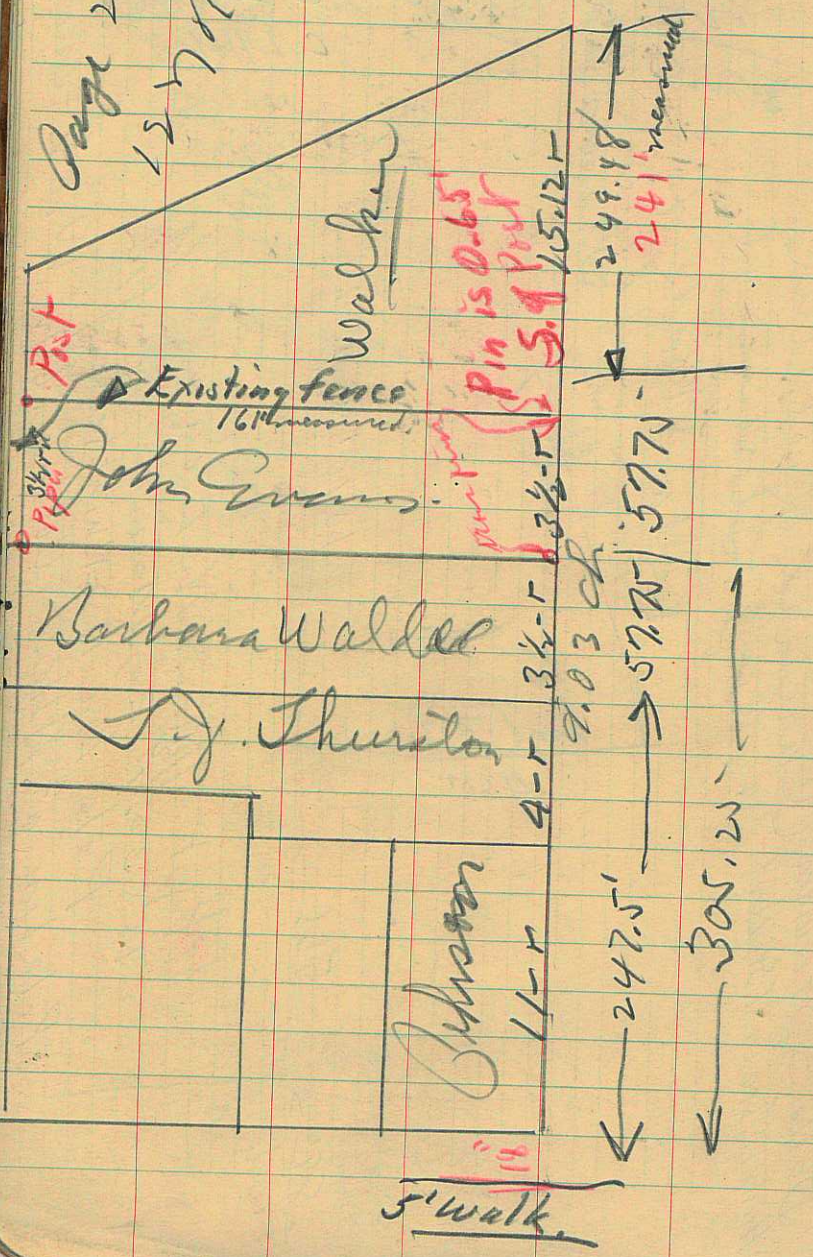 Page 2
Walker
Post
Pin is 0.65'
S. of Post
15.12 r
249.48
241' measured
Existing fence
161' measured
John Evans
3½ r
3½-r
57.75
9.03 ch
Barbara Waldel
3½-r
57.75
T.J. Thurston
4-r
Johnson
11-r
247.5'
305.25
18"
5' walk.